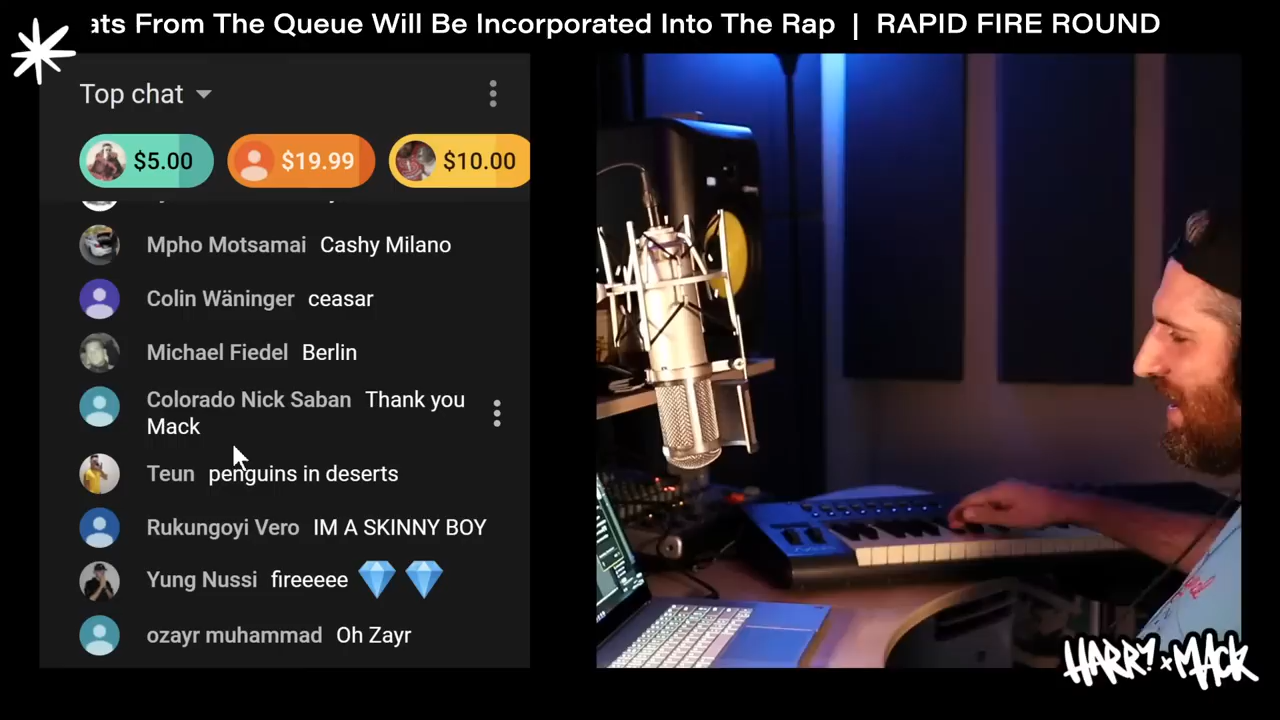 ats From The Queue Will Be Incorporated Into The Rap | RAPID FIRE ROUND
Top chat
$5.00 $19.99 $10.00
Mpho Motsamai Cashy Milano
Colin Wäninger ceasar
Michael Fiedel Berlin
Colorado Nick Saban Thank you
Mack
Teun penguins in deserts
Rukungoyi Vero IM A SKINNY BOY
Yung Nussi fireeeee
ozayr muhammad Oh Zayr
HARRY MACK